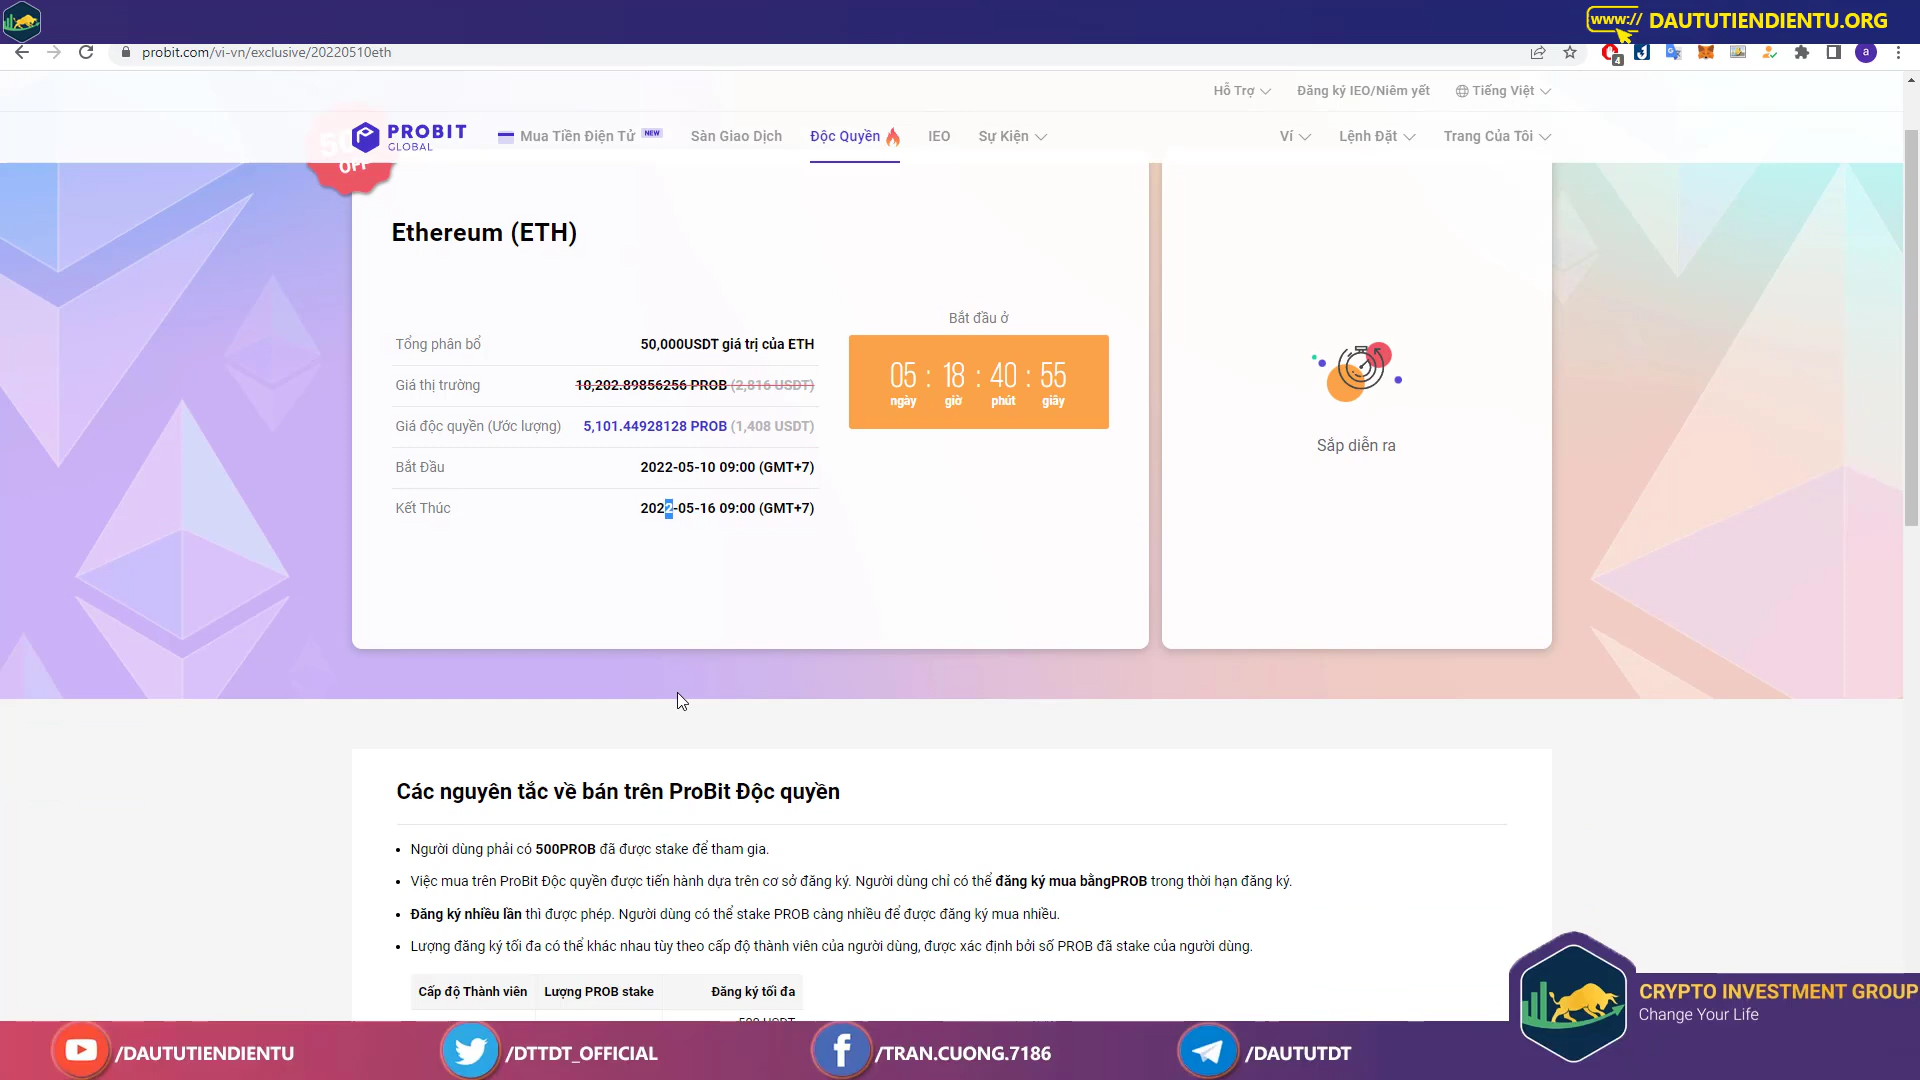 www.// DAUTUTIENDIENTU.ORG
probit.com/vi-vn/exclusive/20220510eth
4
a
Hỗ Trợ Đăng ký IEO/Niêm yết Tiếng Việt
PROBIT
GLOBAL
Mua Tiền Điện Tử NEW Sàn Giao Dịch Độc Quyền IEO Sự Kiện Ví Lệnh Đặt Trang Của Tôi
OFF
Ethereum (ETH)
Tổng phân bổ 50,000USDT giá trị của ETH
Giá thị trường 10,202.89856256 PROB (2,816 USDT)
Giá độc quyền (Ước lượng) 5,101.44928128 PROB (1,408 USDT)
Bắt Đầu 2022-05-10 09:00 (GMT+7)
Kết Thúc 2022-05-16 09:00 (GMT+7)
Bắt đầu ở
05 : 18 : 40 : 55
ngày giờ phút giây
Sắp diễn ra
Các nguyên tắc về bán trên ProBit Độc quyền
• Người dùng phải có 500PROB đã được stake để tham gia.
• Việc mua trên ProBit Độc quyền được tiến hành dựa trên cơ sở đăng ký. Người dùng chỉ có thể đăng ký mua bằngPROB trong thời hạn đăng ký.
• Đăng ký nhiều lần thì được phép. Người dùng có thể stake PROB càng nhiều để được đăng ký mua nhiều.
• Lượng đăng ký tối đa có thể khác nhau tùy theo cấp độ thành viên của người dùng, được xác định bởi số PROB đã stake của người dùng.
Cấp độ Thành viên Lượng PROB stake Đăng ký tối đa
CRYPTO INVESTMENT GROUP
Change Your Life
/DAUTUTIENDIENTU /DTTDT_OFFICIAL /TRAN.CUONG.7186 /DAUTUTDT